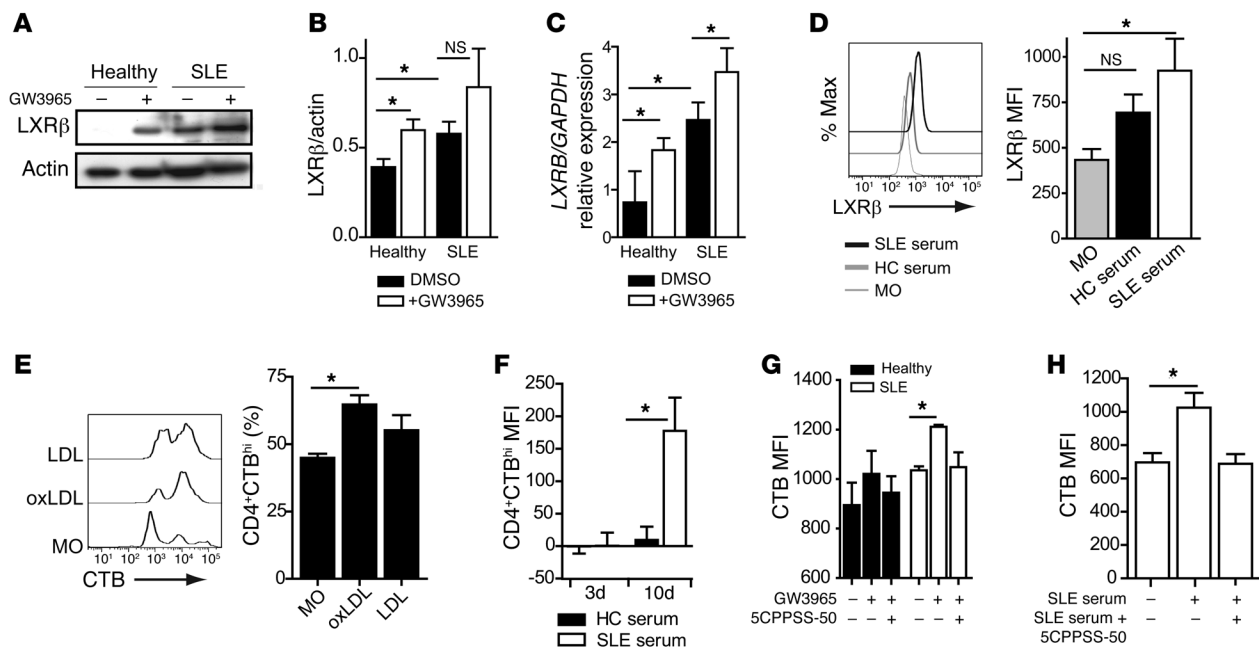 A
Healthy SLE
GW3965 − + − +
LXRβ
Actin
B
LXRβ/actin
1.0
0.5
0.0
*
*
NS
Healthy SLE
DMSO
+GW3965
C
LXRB/GAPDH
relative expression
4
3
2
1
0
*
*
*
Healthy SLE
DMSO
+GW3965
D
% Max
10¹ 10² 10³ 10⁴ 10⁵
LXRβ
SLE serum
HC serum
MO
LXRβ MFI
1000
750
500
250
0
*
NS
MO HC serum SLE serum
E
LDL
oxLDL
MO
10¹ 10² 10³ 10⁴ 10⁵
CTB
CD4⁺CTBʰⁱ (%)
75
50
25
0
*
MO oxLDL LDL
F
CD4⁺CTBʰⁱ MFI
250
200
150
100
50
0
-50
*
3d 10d
HC serum
SLE serum
G
Healthy
SLE
CTB MFI
1400
1200
1000
800
600
*
GW3965 − + + − + +
5CPPSS-50 − − + − − +
H
CTB MFI
1200
1000
800
600
400
200
0
*
SLE serum − + +
SLE serum + − − +
5CPPSS-50